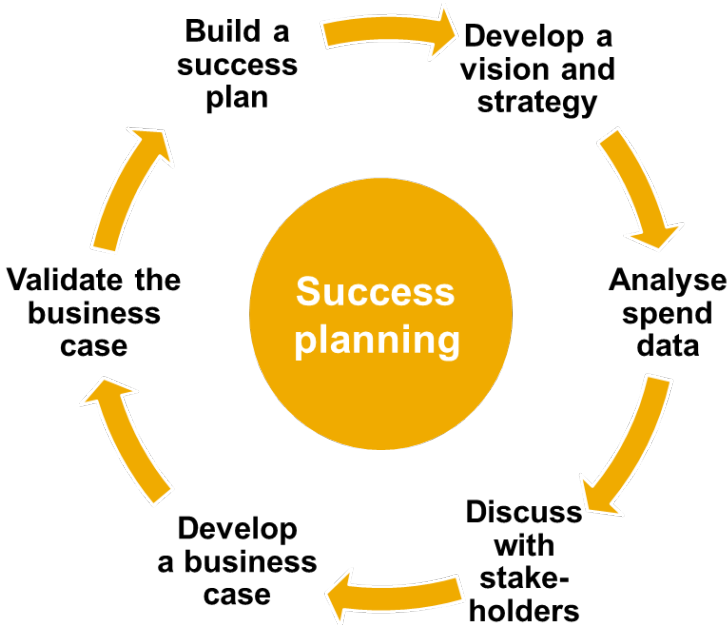 Build a
success
plan
Develop a
vision and
strategy
Analyse
spend
data
Discuss
with
stake-
holders
Develop
a business
case
Validate the
business
case
Success
planning